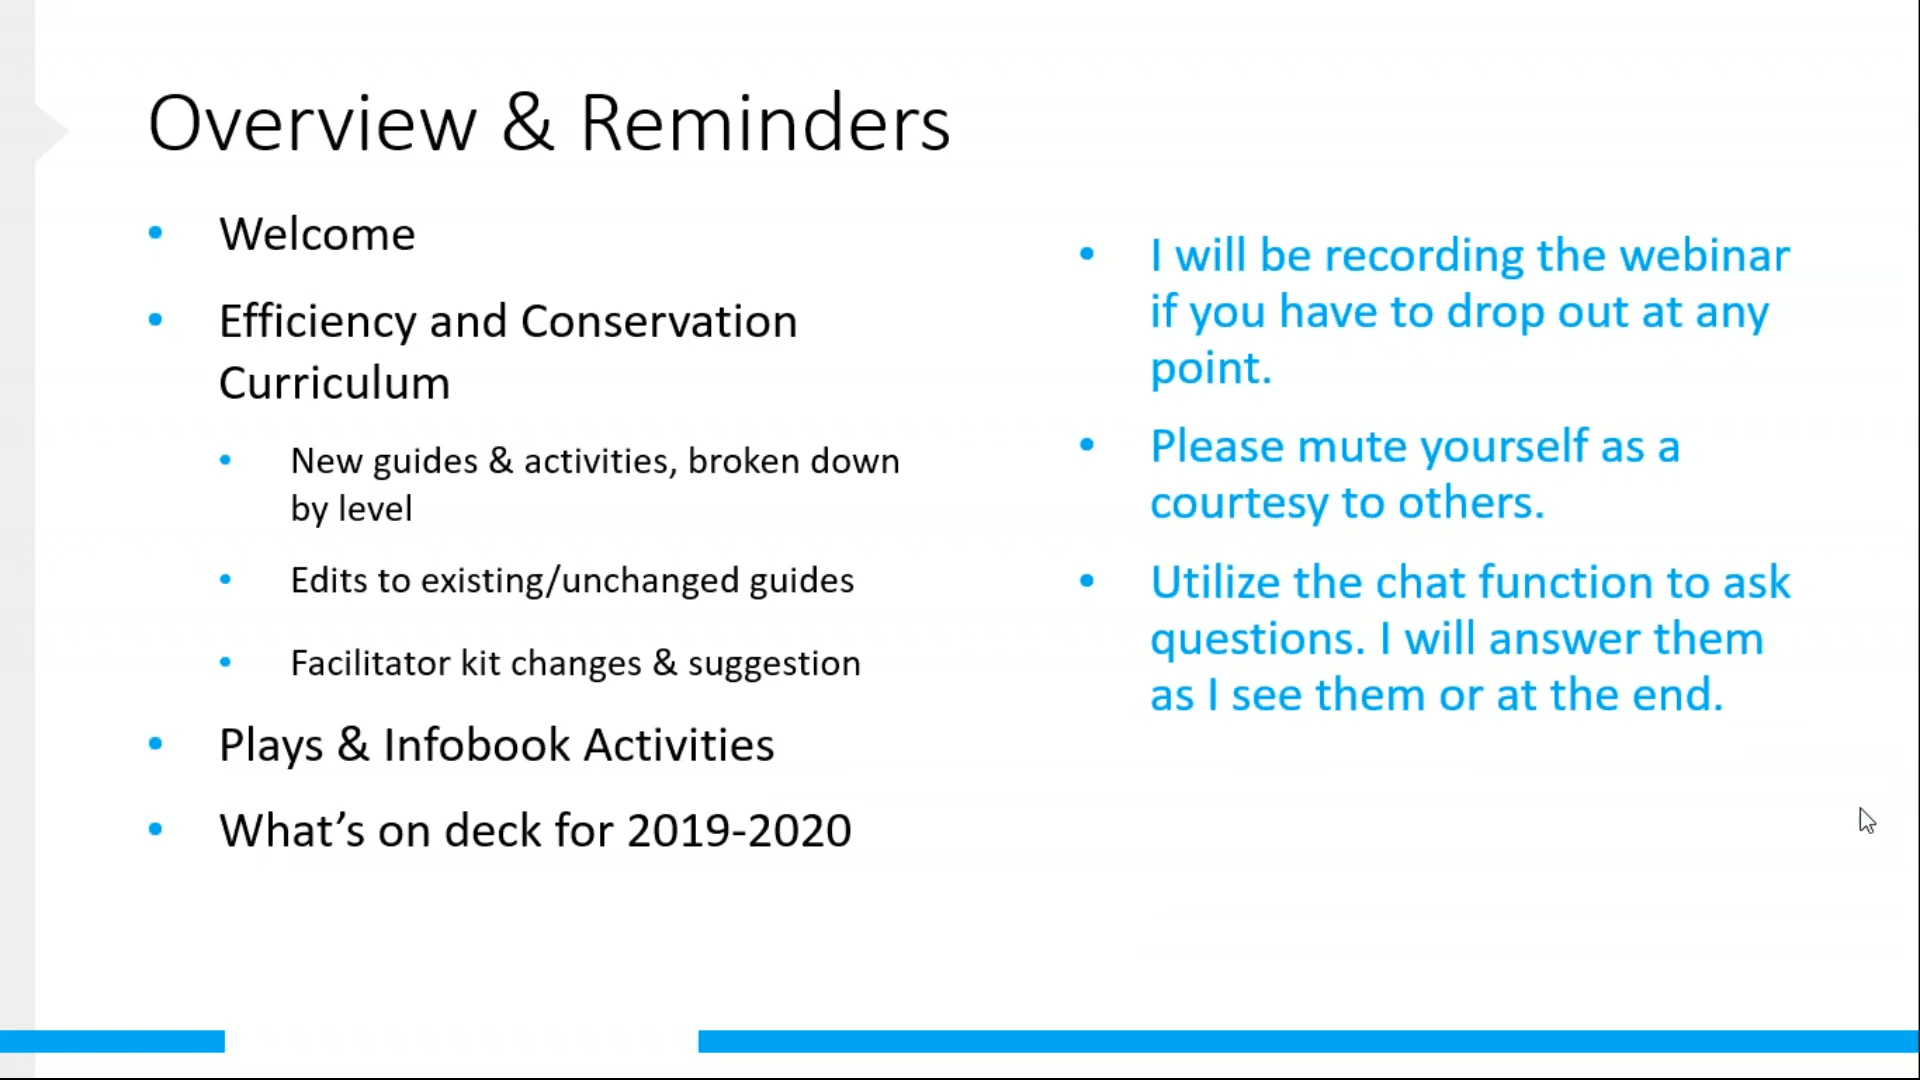 Overview & Reminders
• Welcome
• Efficiency and Conservation
Curriculum
• New guides & activities, broken down
by level
• Edits to existing/unchanged guides
• Facilitator kit changes & suggestion
• Plays & Infobook Activities
• What’s on deck for 2019-2020
• I will be recording the webinar
if you have to drop out at any
point.
• Please mute yourself as a
courtesy to others.
• Utilize the chat function to ask
questions. I will answer them
as I see them or at the end.